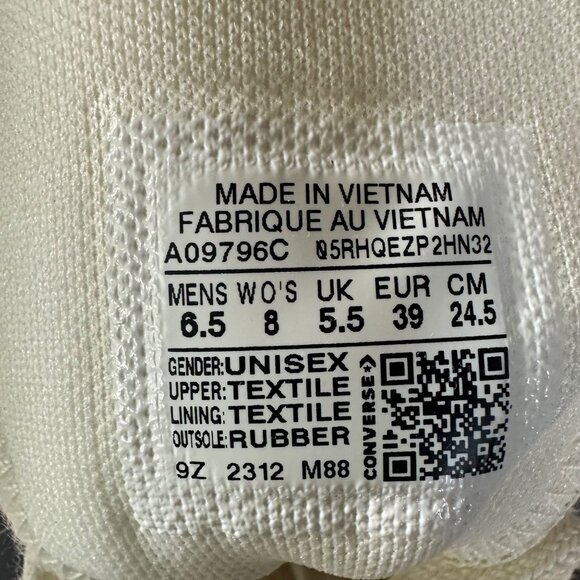 MADE IN VIETNAM
FABRIQUE AU VIETNAM
A09796C Q5RHQEZP2HN32
MENS WO'S UK EUR CM
6.5 8 5.5 39 24.5
GENDER: UNISEX
UPPER: TEXTILE
LINING: TEXTILE
OUTSOLE: RUBBER
CONVERSE
9Z 2312 M88